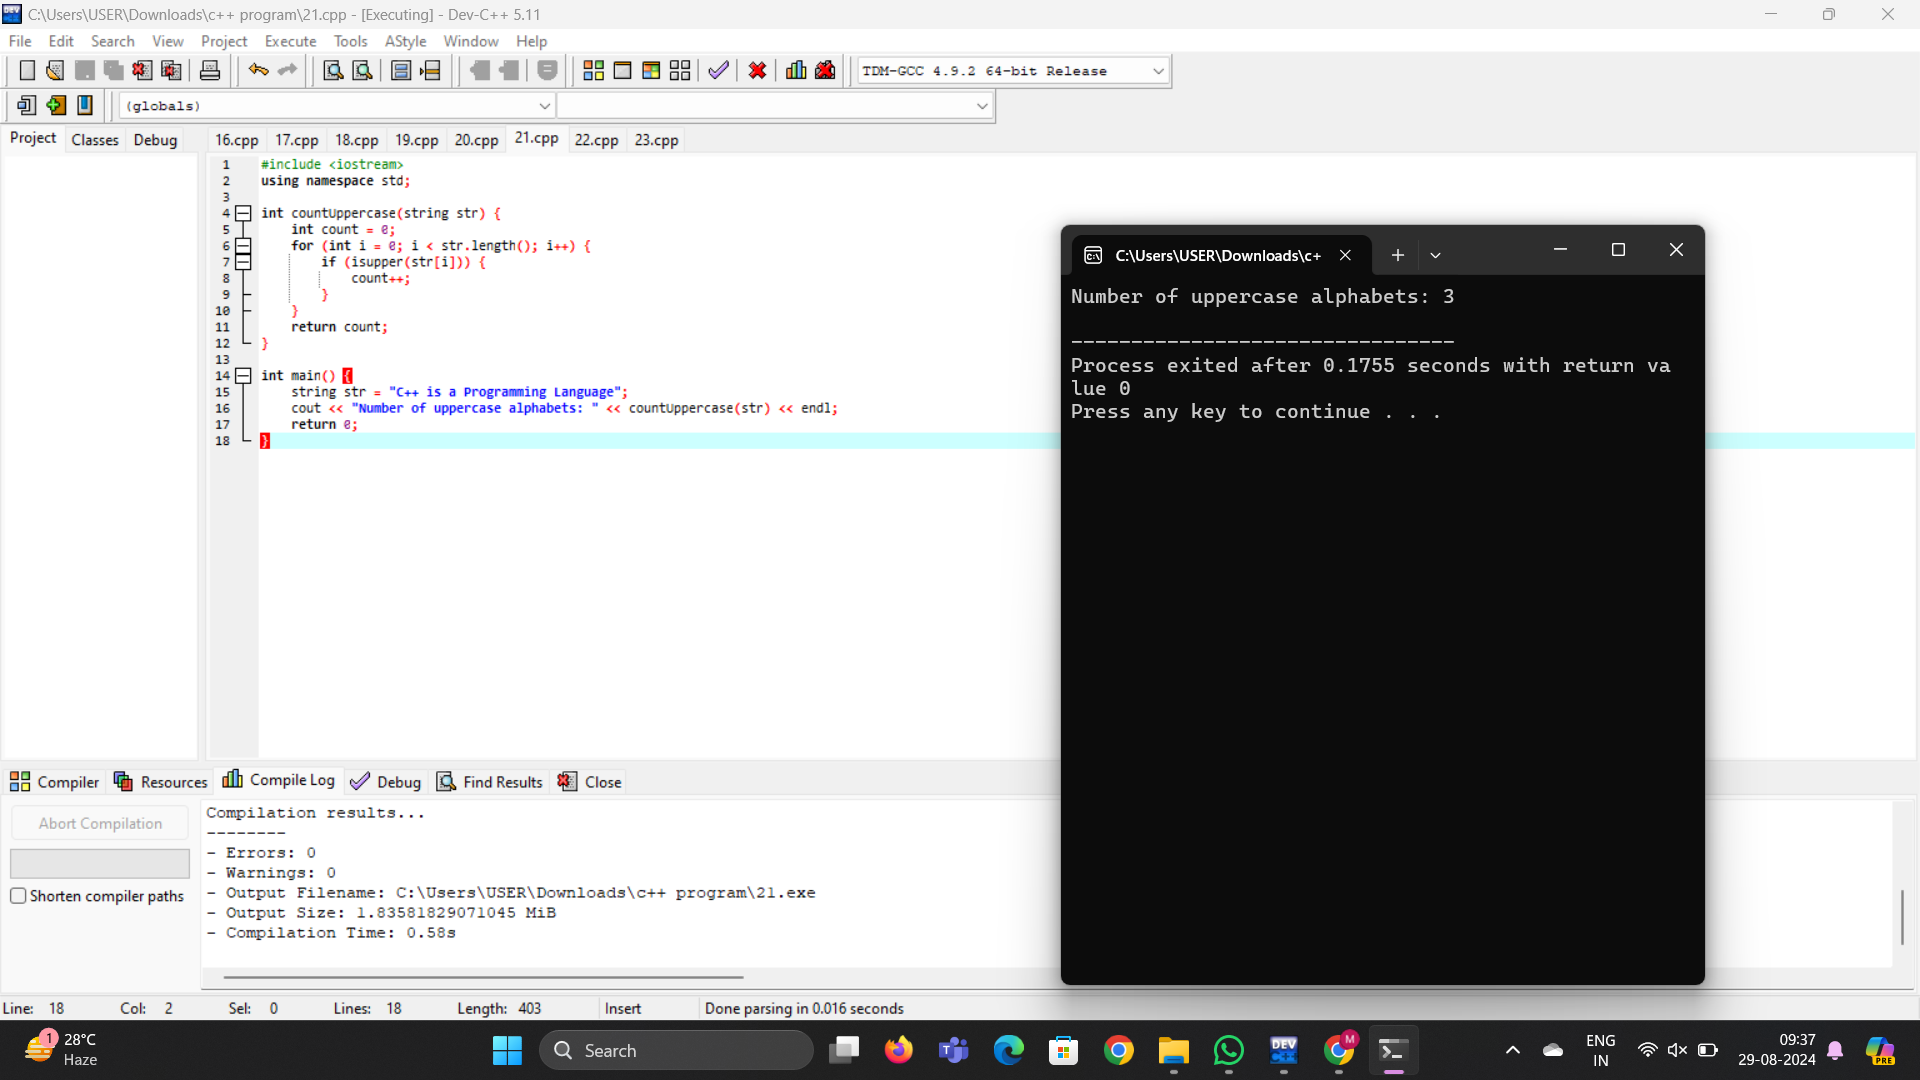 C:\Users\USER\Downloads\c++ program\21.cpp - [Executing] - Dev-C++ 5.11
File Edit Search View Project Execute Tools AStyle Window Help
TDM-GCC 4.9.2 64-bit Release
(globals)
Project Classes Debug
16.cpp 17.cpp 18.cpp 19.cpp 20.cpp 21.cpp 22.cpp 23.cpp
1 #include <iostream>
2 using namespace std;
3
4 int countUppercase(string str) {
5 int count = 0;
6 for (int i = 0; i < str.length(); i++) {
7 if (isupper(str[i])) {
8 count++;
9 }
10 }
11 return count;
12 }
13
14 int main() {
15 string str = "C++ is a Programming Language";
16 cout << "Number of uppercase alphabets: " << countUppercase(str) << endl;
17 return 0;
18 }
C:\Users\USER\Downloads\c+
Number of uppercase alphabets: 3
--------------------------------
Process exited after 0.1755 seconds with return va
lue 0
Press any key to continue . . .
Compiler Resources Compile Log Debug Find Results Close
Abort Compilation
Shorten compiler paths
Compilation results...
--------
- Errors: 0
- Warnings: 0
- Output Filename: C:\Users\USER\Downloads\c++ program\21.exe
- Output Size: 1.83581829071045 MiB
- Compilation Time: 0.58s
Line: 18 Col: 2 Sel: 0 Lines: 18 Length: 403 Insert Done parsing in 0.016 seconds
1
28°C
Haze
Search
DEV
M
ENG
IN
09:37
29-08-2024
PRE